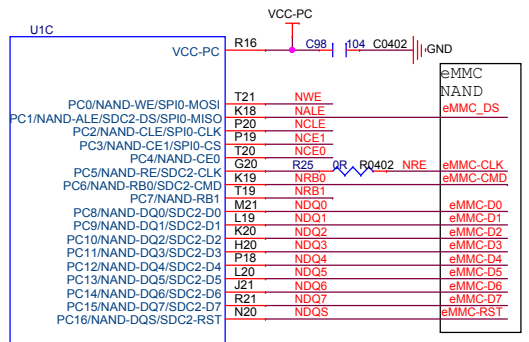 VCC-PC
U1C
VCC-PC R16 C98 104 C0402 GND
eMMC
NAND
PC0/NAND-WE/SPI0-MOSI T21 NWE
PC1/NAND-ALE/SDC2-DS/SPI0-MISO K18 NALE eMMC_DS
PC2/NAND-CLE/SPI0-CLK P20 NCLE
PC3/NAND-CE1/SPI0-CS P19 NCE1
PC4/NAND-CE0 T20 NCE0
PC5/NAND-RE/SDC2-CLK G20 R25 0R R0402 NRE eMMC-CLK
PC6/NAND-RB0/SDC2-CMD K19 NRB0 eMMC-CMD
PC7/NAND-RB1 T19 NRB1
PC8/NAND-DQ0/SDC2-D0 M21 NDQ0 eMMC-D0
PC9/NAND-DQ1/SDC2-D1 L19 NDQ1 eMMC-D1
PC10/NAND-DQ2/SDC2-D2 K20 NDQ2 eMMC-D2
PC11/NAND-DQ3/SDC2-D3 H20 NDQ3 eMMC-D3
PC12/NAND-DQ4/SDC2-D4 P18 NDQ4 eMMC-D4
PC13/NAND-DQ5/SDC2-D5 L20 NDQ5 eMMC-D5
PC14/NAND-DQ6/SDC2-D6 J21 NDQ6 eMMC-D6
PC15/NAND-DQ7/SDC2-D7 R21 NDQ7 eMMC-D7
PC16/NAND-DQS/SDC2-RST N20 NDQS eMMC-RST